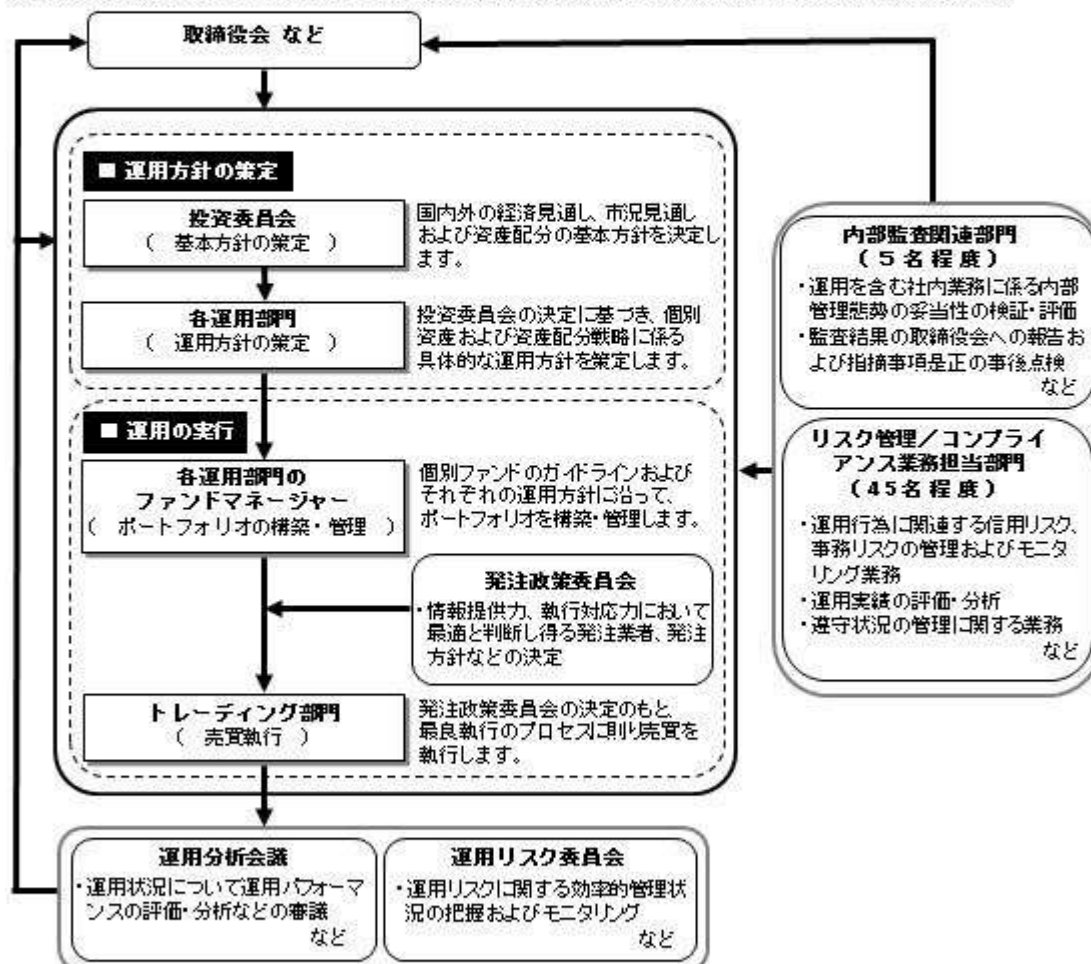 取締役会 など
■ 運用方針の策定
投資委員会
( 基本方針の策定 )
国内外の経済見通し、市況見通し
および資産配分の基本方針を決定し
ます。
各運用部門
( 運用方針の策定 )
投資委員会の決定に基づき、個別
資産および資産配分戦略に係る
具体的な運用方針を策定します。
■ 運用の実行
各運用部門の
ファンドマネージャー
( ポートフォリオの構築・管理 )
個別ファンドのガイドラインおよび
それぞれの運用方針に沿って、
ポートフォリオを構築・管理します。
発注政策委員会
・情報提供力、執行対応力において
最適と判断し得る発注業者、発注
方針などの決定
トレーディング部門
( 売買執行 )
発注政策委員会の決定のもと、
最良執行のプロセスに則り売買を
執行します。
運用分析会議
・運用状況について運用パフォーマ
ンスの評価・分析などの審議
など
運用リスク委員会
・運用リスクに関する効率的管理状
況の把握およびモニタリング
など
内部監査関連部門
(5名程度)
・運用を含む社内業務に係る内部
管理態勢の妥当性の検証・評価
・監査結果の取締役会への報告お
よび指摘事項是正の事後点検
など
リスク管理/コンプライ
アンス業務担当部門
(45名程度)
・運用行為に関連する信用リスク、
事務リスクの管理およびモニタ
リング業務
・運用実績の評価・分析
・遵守状況の管理に関する業務
など